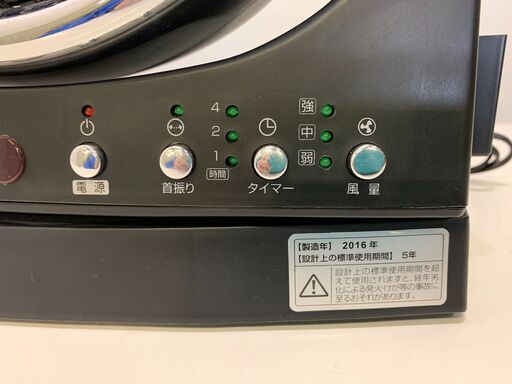 4
2
1
時間
強
中
弱
電源
首振り
タイマー
風量
【製造年】 2016年
【設計上の標準使用期間】 5年
設計上の標準使用期間を超
えて使用されますと、経年劣
化による発火・けが等の事故に
至るおそれがあります。